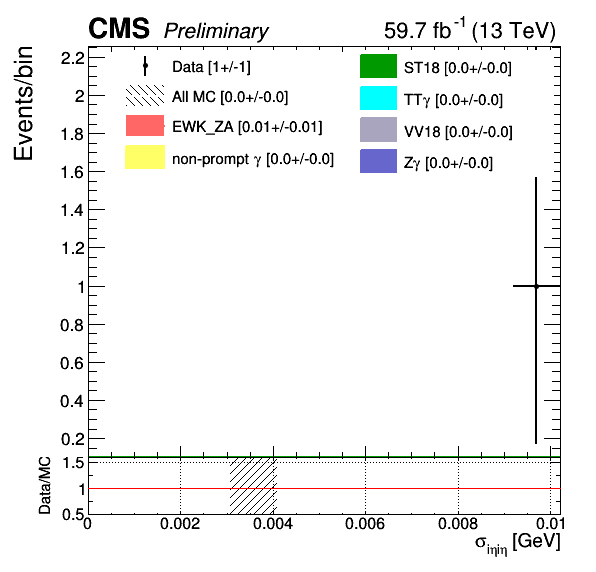 CMS Preliminary 59.7 fb⁻¹ (13 TeV)
Events/bin
2.2
2
1.8
1.6
1.4
1.2
1
0.8
0.6
0.4
0.2
Data [1+/-1]
All MC [0.0+/-0.0]
EWK_ZA [0.01+/-0.01]
non-prompt γ [0.0+/-0.0]
ST18 [0.0+/-0.0]
TTγ [0.0+/-0.0]
VV18 [0.0+/-0.0]
Zγ [0.0+/-0.0]
Data/MC
1.5
1
0.5
0 0.002 0.004 0.006 0.008 0.01
σiηiη [GeV]